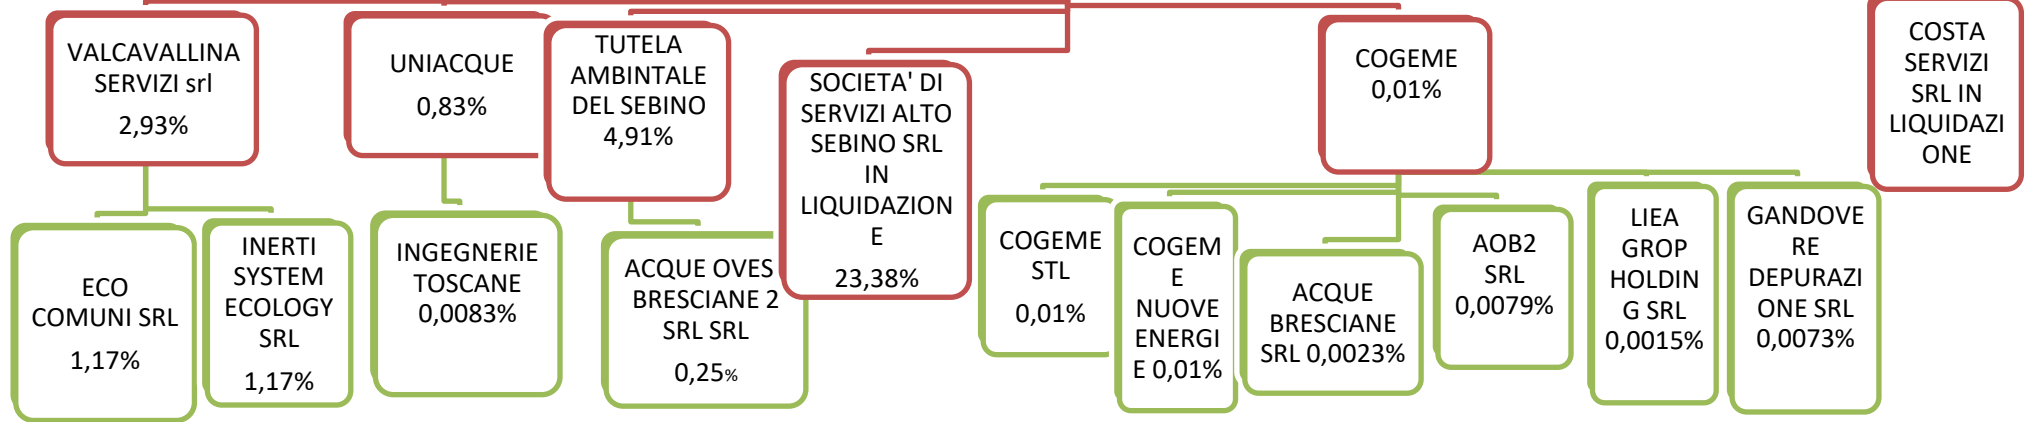 VALCAVALLINA
SERVIZI srl
2,93%
UNIACQUE
0,83%
TUTELA
AMBINTALE
DEL SEBINO
4,91%
SOCIETA' DI
SERVIZI ALTO
SEBINO SRL
IN
LIQUIDAZION
E
23,38%
COGEME
0,01%
COSTA
SERVIZI
SRL IN
LIQUIDAZI
ONE
ECO
COMUNI SRL
1,17%
INERTI
SYSTEM
ECOLOGY
SRL
1,17%
INGEGNERIE
TOSCANE
0,0083%
ACQUE OVES
BRESCIANE 2
SRL SRL
0,25%
COGEME
STL
0,01%
COGEM
E
NUOVE
ENERGI
E 0,01%
ACQUE
BRESCIANE
SRL 0,0023%
AOB2
SRL
0,0079%
LIEA
GROP
HOLDIN
G SRL
0,0015%
GANDOVE
RE
DEPURAZI
ONE SRL
0,0073%